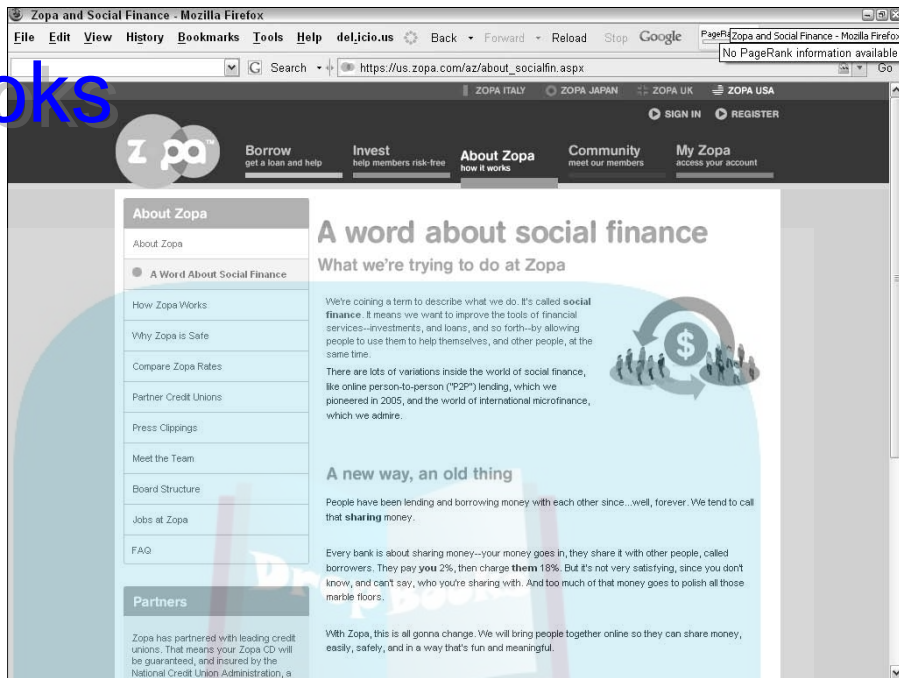 Zopa and Social Finance - Mozilla Firefox
File Edit View History Bookmarks Tools Help del.icio.us Back Forward Reload Stop Google PageRa
Zopa and Social Finance - Mozilla Firefox
No PageRank information available
G Search https://us.zopa.com/az/about_socialfin.aspx Go
oks
ZOPA ITALY ZOPA JAPAN ZOPA UK ZOPA USA
SIGN IN REGISTER
zopa™
Borrow Invest About Zopa Community My Zopa
get a loan and help help members risk-free how it works meet our members access your account
About Zopa
About Zopa
A Word About Social Finance
How Zopa Works
Why Zopa is Safe
Compare Zopa Rates
Partner Credit Unions
Press Clippings
Meet the Team
Board Structure
Jobs at Zopa
FAQ
Partners
Zopa has partnered with leading credit
unions. That means your Zopa CD will
be guaranteed, and insured by the
National Credit Union Administration, a
A word about social finance
What we're trying to do at Zopa
We're coining a term to describe what we do. It's called social
finance. It means we want to improve the tools of financial
services--investments, and loans, and so forth--by allowing
people to use them to help themselves, and other people, at the
same time.
There are lots of variations inside the world of social finance,
like online person-to-person ("P2P") lending, which we
pioneered in 2005, and the world of international microfinance,
which we admire.
$
A new way, an old thing
People have been lending and borrowing money with each other since...well, forever. We tend to call
that sharing money.
Every bank is about sharing money--your money goes in, they share it with other people, called
borrowers. They pay you 2%, then charge them 18%. But it's not very satisfying, since you don't
know, and can't say, who you're sharing with. And too much of that money goes to polish all those
marble floors.
With Zopa, this is all gonna change. We will bring people together online so they can share money,
easily, safely, and in a way that's fun and meaningful.
DropBooks